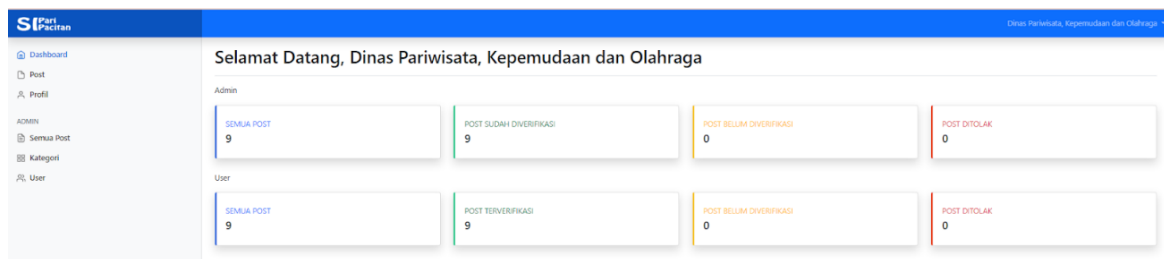 SI Pari Pacitan
Dinas Pariwisata, Kepemudaan dan Olahraga
Dashboard
Post
Profil
ADMIN
Semua Post
Kategori
User
Selamat Datang, Dinas Pariwisata, Kepemudaan dan Olahraga
Admin
SEMUA POST
9
POST SUDAH DIVERIFIKASI
9
POST BELUM DIVERIFIKASI
0
POST DITOLAK
0
User
SEMUA POST
9
POST TERVERIFIKASI
9
POST BELUM DIVERIFIKASI
0
POST DITOLAK
0